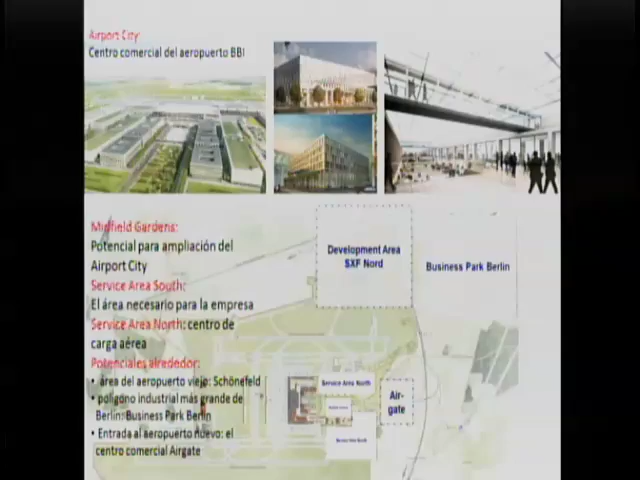 Airport City
Centro comercial del aeropuerto BBI
Midfield Gardens:
Potencial para ampliación del
Airport City
Service Area South:
El área necesario para la empresa
Service Area North: centro de
carga aérea
Potenciales alrededor:
• área del aeropuerto viejo: Schönefeld
• polígono industrial más grande de
Berlin: Business Park Berlin
• Entrada al aeropuerto nuevo: el
centro comercial Airgate
Development Area
SXF Nord
Business Park Berlin
Service Area North
Air-
gate